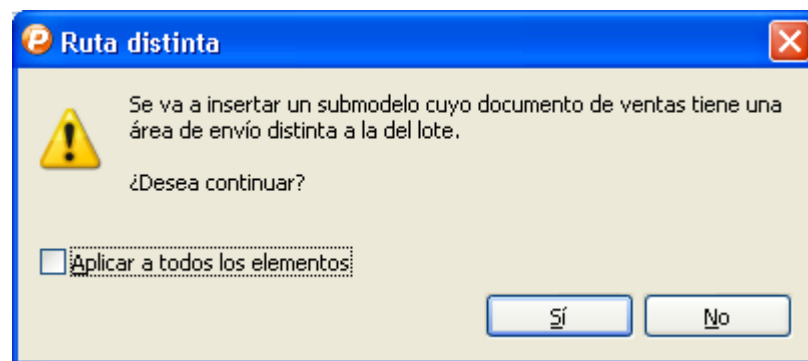 Ruta distinta
Se va a insertar un submodelo cuyo documento de ventas tiene una
área de envío distinta a la del lote.
¿Desea continuar?
Aplicar a todos los elementos
Sí
No